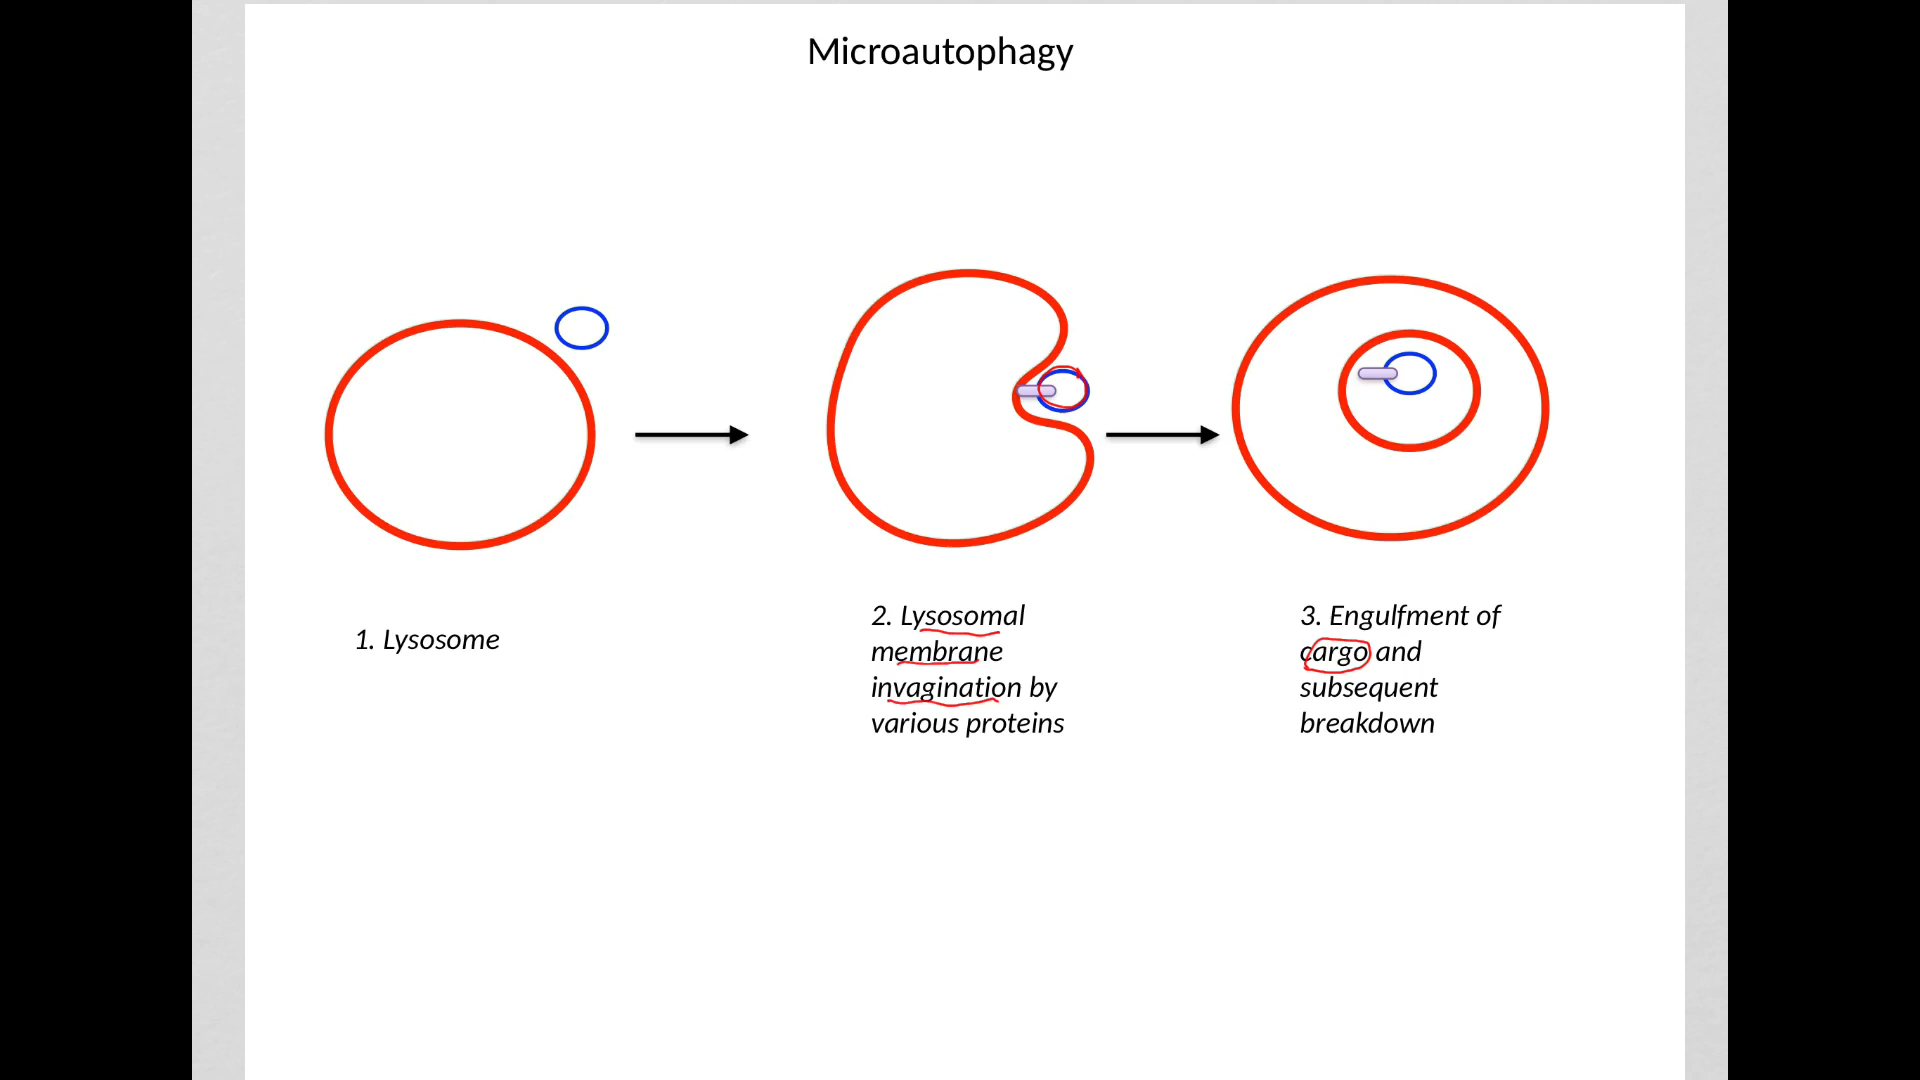 Microautophagy
1. Lysosome
2. Lysosomal
membrane
invagination by
various proteins
3. Engulfment of
cargo and
subsequent
breakdown